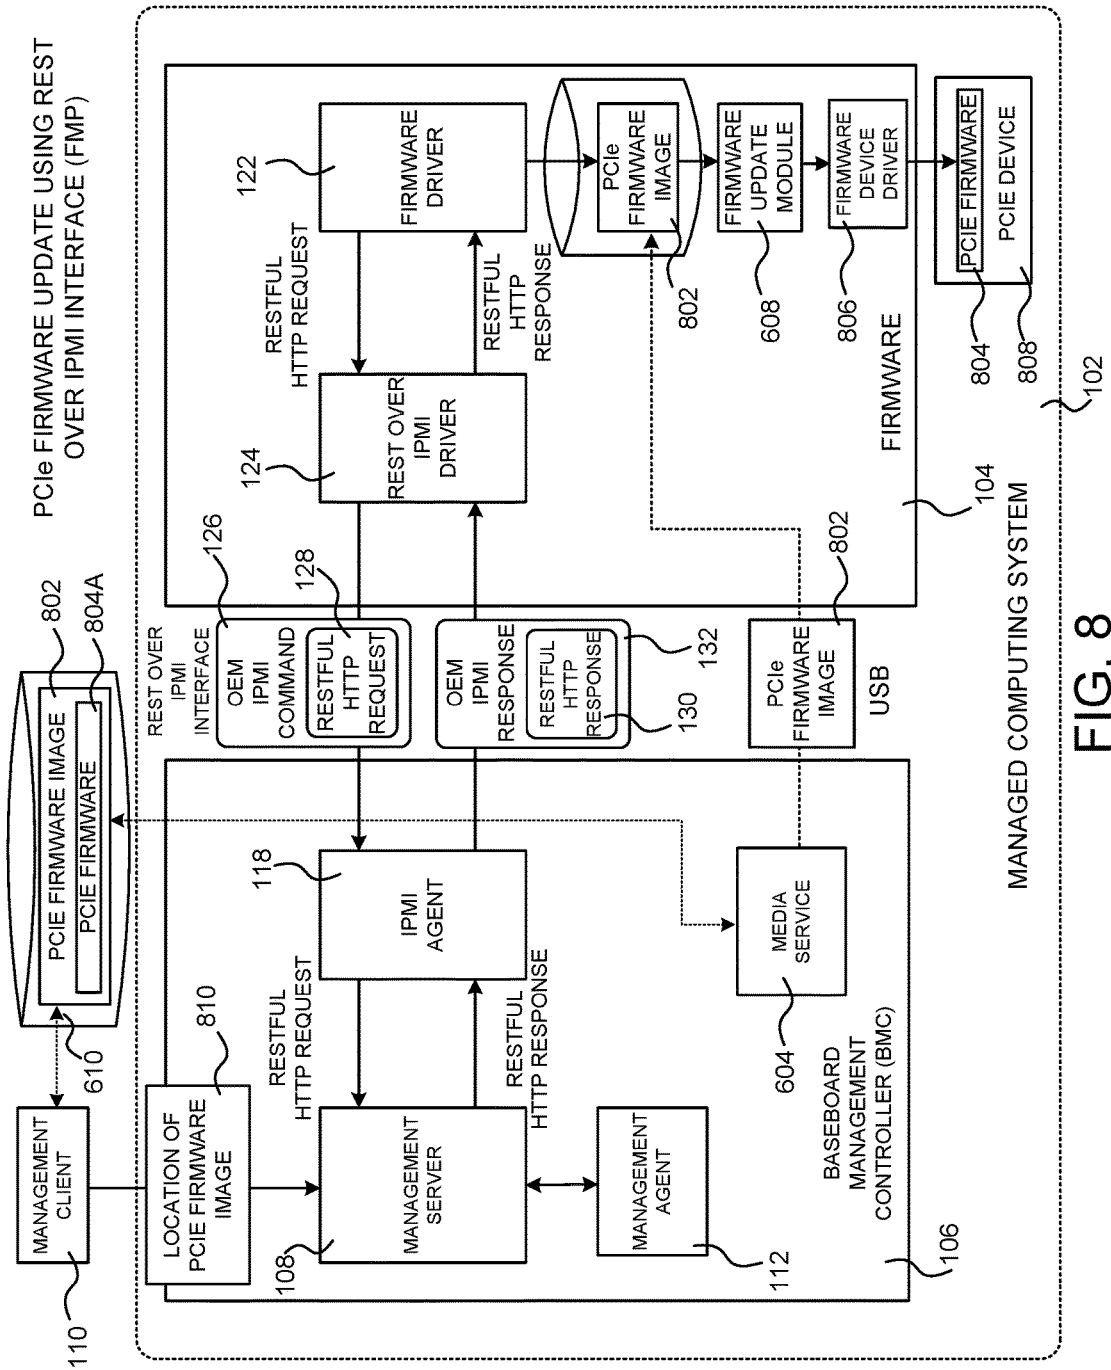 PCIe FIRMWARE UPDATE USING REST
OVER IPMI INTERFACE (FMP)
110
MANAGEMENT
CLIENT
610
PCIE FIRMWARE IMAGE
PCIE FIRMWARE
802
804A
LOCATION OF
PCIE FIRMWARE
IMAGE
810
REST OVER
IPMI
INTERFACE
126
OEM
IPMI
COMMAND
128
RESTFUL
HTTP
REQUEST
108
MANAGEMENT
SERVER
RESTFUL
HTTP REQUEST
RESTFUL
HTTP RESPONSE
118
IPMI
AGENT
OEM
IPMI
RESPONSE
RESTFUL
HTTP
RESPONSE
130
132
124
REST OVER
IPMI
DRIVER
RESTFUL
HTTP REQUEST
RESTFUL
HTTP
RESPONSE
122
FIRMWARE
DRIVER
112
MANAGEMENT
AGENT
604
MEDIA
SERVICE
PCIe
FIRMWARE
IMAGE
802
USB
PCIe
FIRMWARE
IMAGE
802
FIRMWARE
UPDATE
MODULE
608
FIRMWARE
DEVICE
DRIVER
806
BASEBOARD
MANAGEMENT
CONTROLLER (BMC)
106
FIRMWARE
104
PCIE FIRMWARE
804
PCIE DEVICE
808
MANAGED COMPUTING SYSTEM
102
FIG. 8